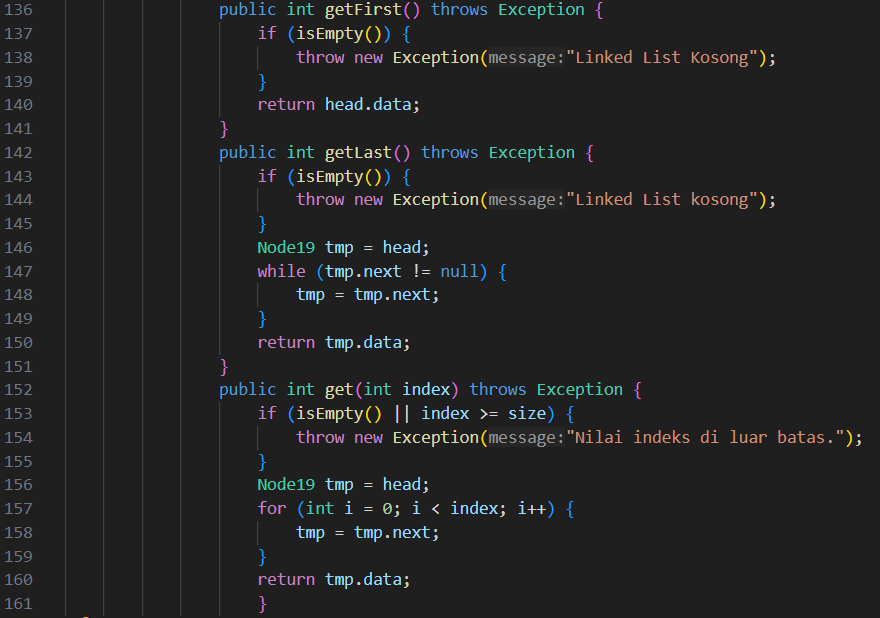 136 public int getFirst() throws Exception {
137 if (isEmpty()) {
138 throw new Exception(message:"Linked List Kosong");
139 }
140 return head.data;
141 }
142 public int getLast() throws Exception {
143 if (isEmpty()) {
144 throw new Exception(message:"Linked List kosong");
145 }
146 Node19 tmp = head;
147 while (tmp.next != null) {
148 tmp = tmp.next;
149 }
150 return tmp.data;
151 }
152 public int get(int index) throws Exception {
153 if (isEmpty() || index >= size) {
154 throw new Exception(message:"Nilai indeks di luar batas.");
155 }
156 Node19 tmp = head;
157 for (int i = 0; i < index; i++) {
158 tmp = tmp.next;
159 }
160 return tmp.data;
161 }